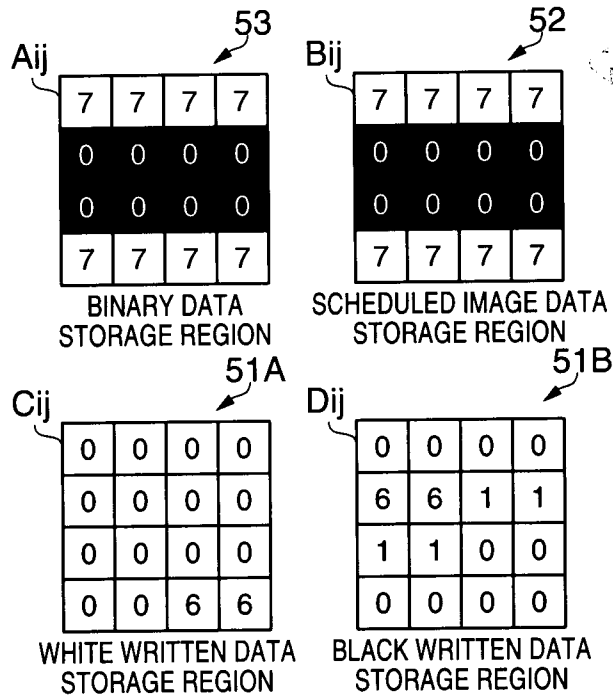 53
52
Aij
Bij
7 7 7 7
0 0 0 0
0 0 0 0
7 7 7 7
BINARY DATA
STORAGE REGION
7 7 7 7
0 0 0 0
0 0 0 0
7 7 7 7
SCHEDULED IMAGE DATA
STORAGE REGION
51A
51B
Cij
Dij
0 0 0 0
0 0 0 0
0 0 0 0
0 0 6 6
WHITE WRITTEN DATA
STORAGE REGION
0 0 0 0
6 6 1 1
1 1 0 0
0 0 0 0
BLACK WRITTEN DATA
STORAGE REGION